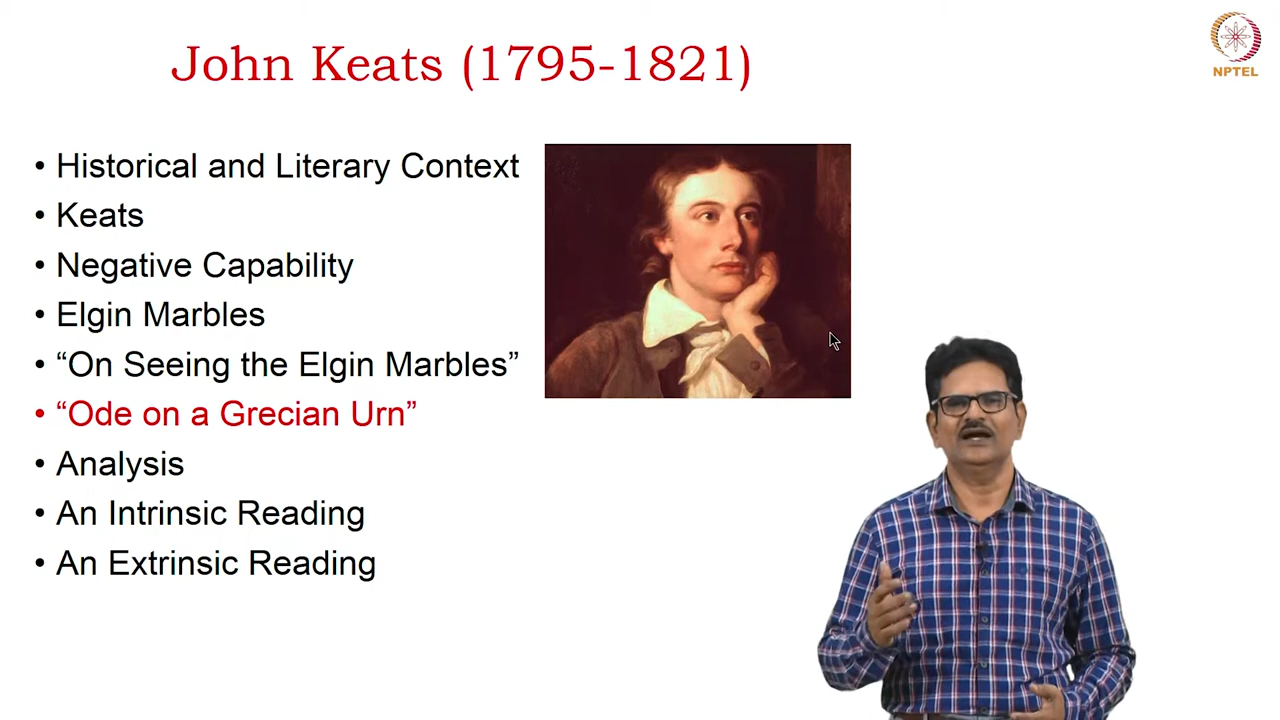 John Keats (1795-1821)
NPTEL
• Historical and Literary Context
• Keats
• Negative Capability
• Elgin Marbles
• “On Seeing the Elgin Marbles”
• “Ode on a Grecian Urn”
• Analysis
• An Intrinsic Reading
• An Extrinsic Reading